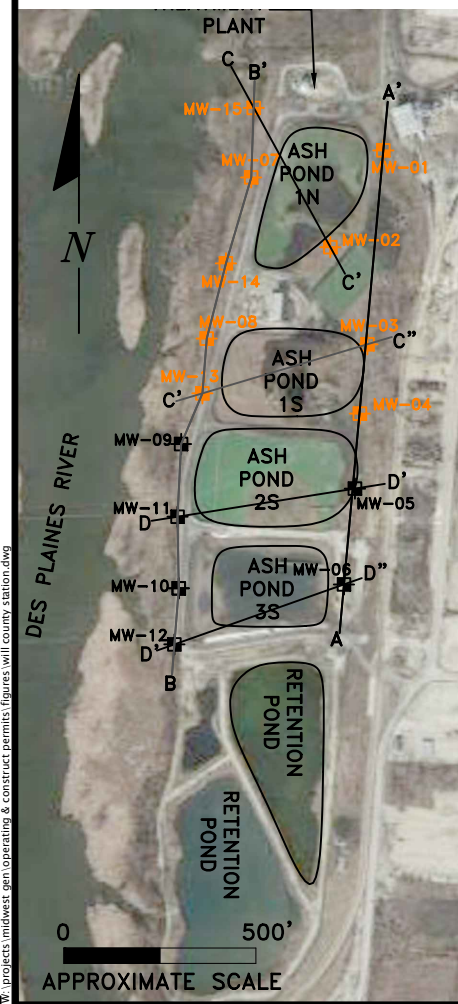 PLANT
C
B'
A'
MW-15
ASH
POND
1N
MW-07
MW-01
MW-02
N
C'
MW-14
MW-08
MW-03
C"
ASH
POND
1S
C'
MW-04
MW-09
ASH
POND
2S
D'
MW-05
MW-11
D
ASH
POND
3S
MW-06
D"
MW-10
MW-12
D'
A
B
DES PLAINES RIVER
RETENTION
POND
RETENTION
POND
0
500'
APPROXIMATE SCALE
W:\projects\midwest gen\operating & construct permits\figures\will county station.dwg